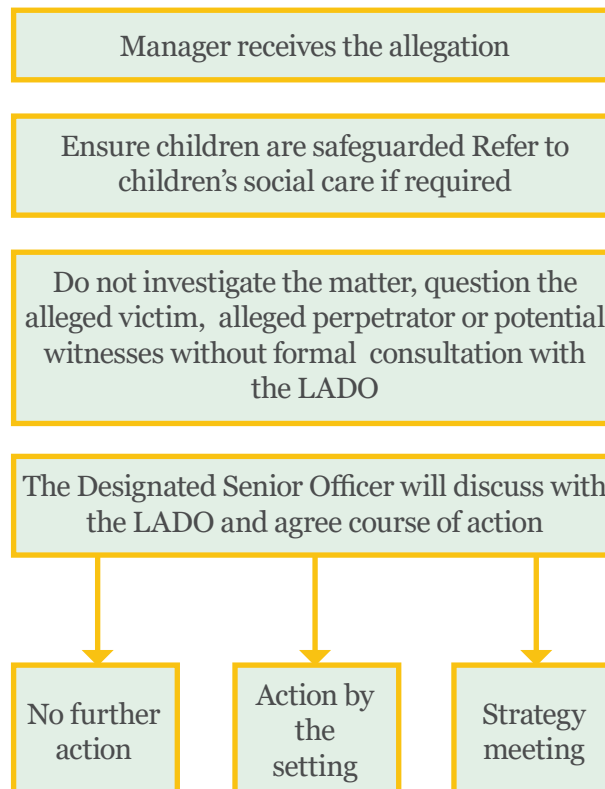 Manager receives the allegation
Ensure children are safeguarded Refer to
children’s social care if required
Do not investigate the matter, question the
alleged victim, alleged perpetrator or potential
witnesses without formal consultation with
the LADO
The Designated Senior Officer will discuss with
the LADO and agree course of action
No further
action
Action by
the
setting
Strategy
meeting